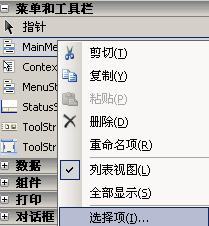 菜单和工具栏
指针
MainMe
Contex
MenuSt
StatusS
ToolStr
ToolStr
数据
组件
打印
对话框
剪切(T)
复制(Y)
粘贴(P)
删除(D)
重命名项(R)
列表视图(L)
全部显示(S)
选择项(I)...